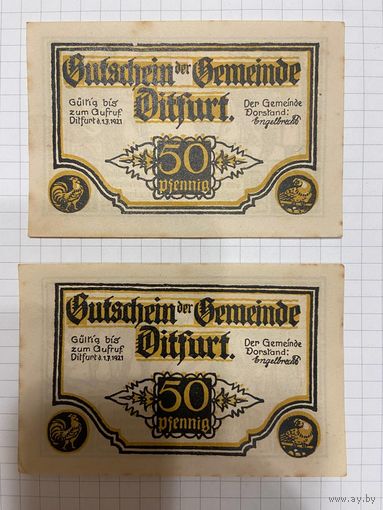 Gutschein der Gemeinde
Ditfurt.
Gültig bis
zum Aufruf
Ditfurt d. 1.7.1921
Der Gemeinde
Vorstand:
Engelbrecht
50
Pfennig
Gutschein der Gemeinde
Ditfurt.
Gültig bis
zum Aufruf
Ditfurt d. 1.7.1921
Der Gemeinde
Vorstand:
Engelbrecht
50
Pfennig
www.ay.by